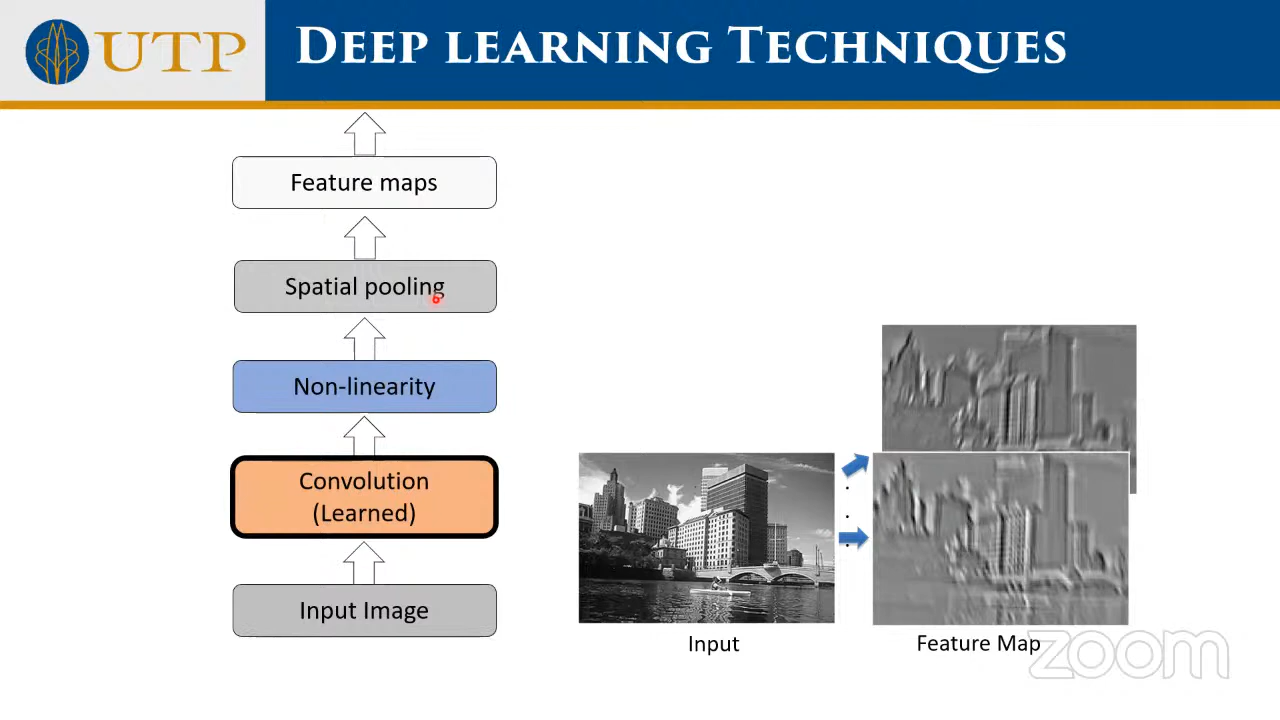 UTP
DEEP LEARNING TECHNIQUES
Feature maps
Spatial pooling
Non-linearity
Convolution
(Learned)
Input Image
Input
Feature Map
zoom